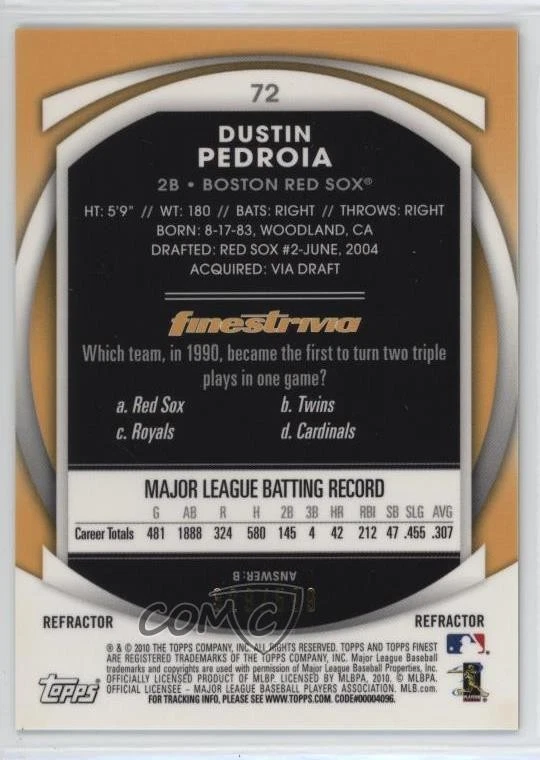 72
DUSTIN
PEDROIA
2B • BOSTON RED SOX®
HT: 5'9" // WT: 180 // BATS: RIGHT // THROWS: RIGHT
BORN: 8-17-83, WOODLAND, CA
DRAFTED: RED SOX #2-JUNE, 2004
ACQUIRED: VIA DRAFT
finestrivia
Which team, in 1990, became the first to turn two triple
plays in one game?
a. Red Sox b. Twins
c. Royals d. Cardinals
MAJOR LEAGUE BATTING RECORD
G AB R H 2B 3B HR RBI SB SLG AVG
Career Totals 481 1888 324 580 145 4 42 212 47 .455 .307
ANSWER: B
COMC
REFRACTOR REFRACTOR
® & © 2010 THE TOPPS COMPANY, INC. ALL RIGHTS RESERVED. TOPPS AND TOPPS FINEST
ARE REGISTERED TRADEMARKS OF THE TOPPS COMPANY, INC. Major League Baseball
trademarks and copyrights are used with permission of Major League Baseball Properties, Inc.
OFFICIALLY LICENSED PRODUCT OF MLBP. LICENSED BY MLBPA, 2010. © MLBPA.
OFFICIAL LICENSEE – MAJOR LEAGUE BASEBALL PLAYERS ASSOCIATION. MLB.com.
FOR TRACKING INFO, PLEASE SEE WWW.TOPPS.COM. CODE#00004096.
Topps